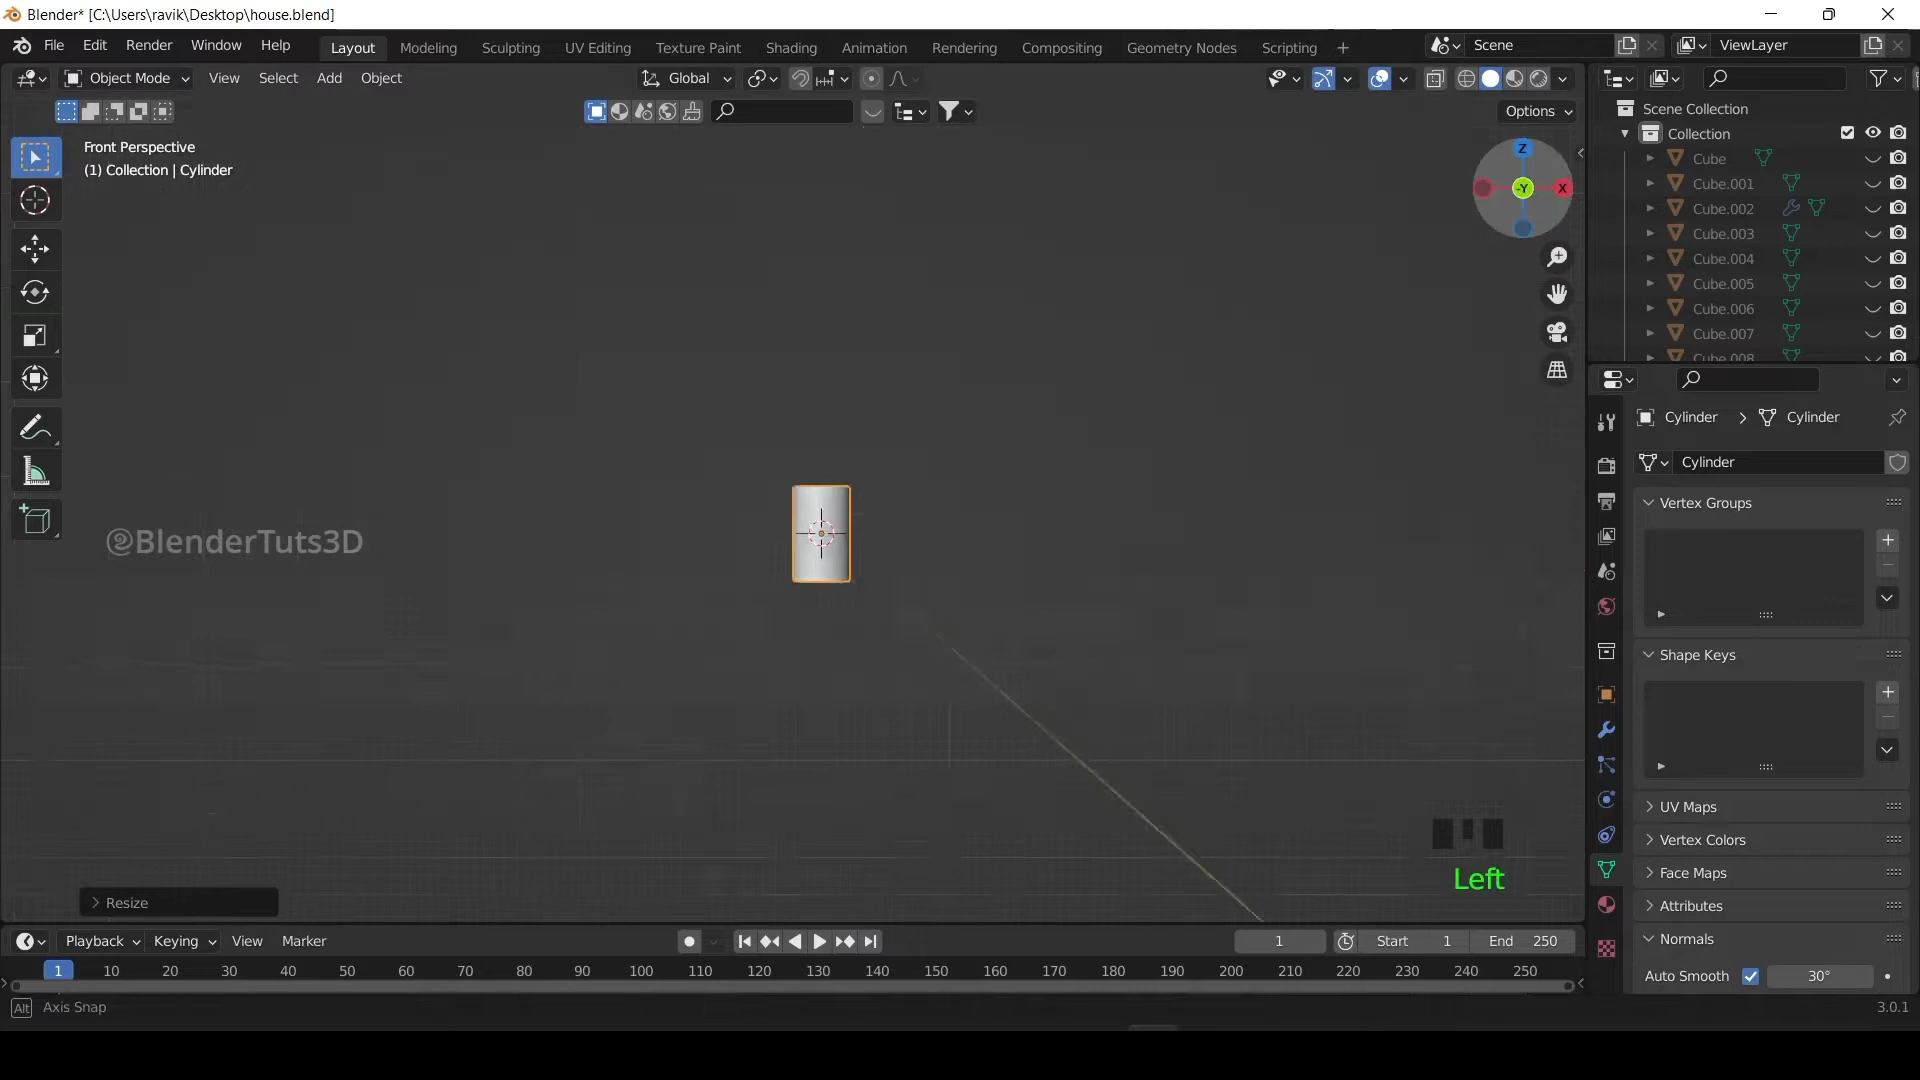 Blender* [C:\Users\ravik\Desktop\house.blend]
File Edit Render Window Help Layout Modeling Sculpting UV Editing Texture Paint Shading Animation Rendering Compositing Geometry Nodes Scripting + Scene ViewLayer
Object Mode View Select Add Object Global
Options
Front Perspective
(1) Collection | Cylinder
Z
-Y X
@BlenderTuts3D
Left
> Resize
Scene Collection
Collection
Cube
Cube.001
Cube.002
Cube.003
Cube.004
Cube.005
Cube.006
Cube.007
Cube.008
Cylinder > Cylinder
Cylinder
Vertex Groups
Shape Keys
UV Maps
Vertex Colors
Face Maps
Attributes
Normals
Auto Smooth 30°
Playback Keying View Marker 1 Start 1 End 250
1 10 20 30 40 50 60 70 80 90 100 110 120 130 140 150 160 170 180 190 200 210 220 230 240 250
Alt Axis Snap 3.0.1